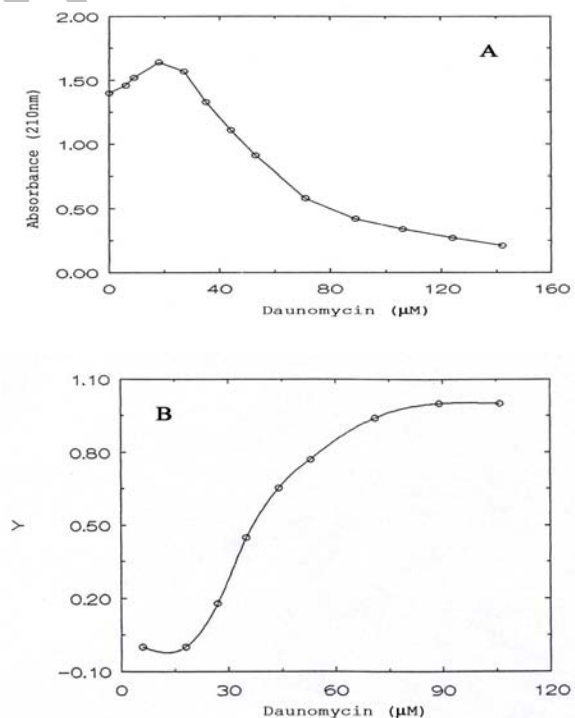 2.00
A
1.50
1.00
0.50
0.00
Absorbance (210nm)
0 40 80 120 160
Daunomycin (μM)
1.10
B
0.80
0.50
0.20
-0.10
Y
0 30 60 90 120
Daunomycin (μM)